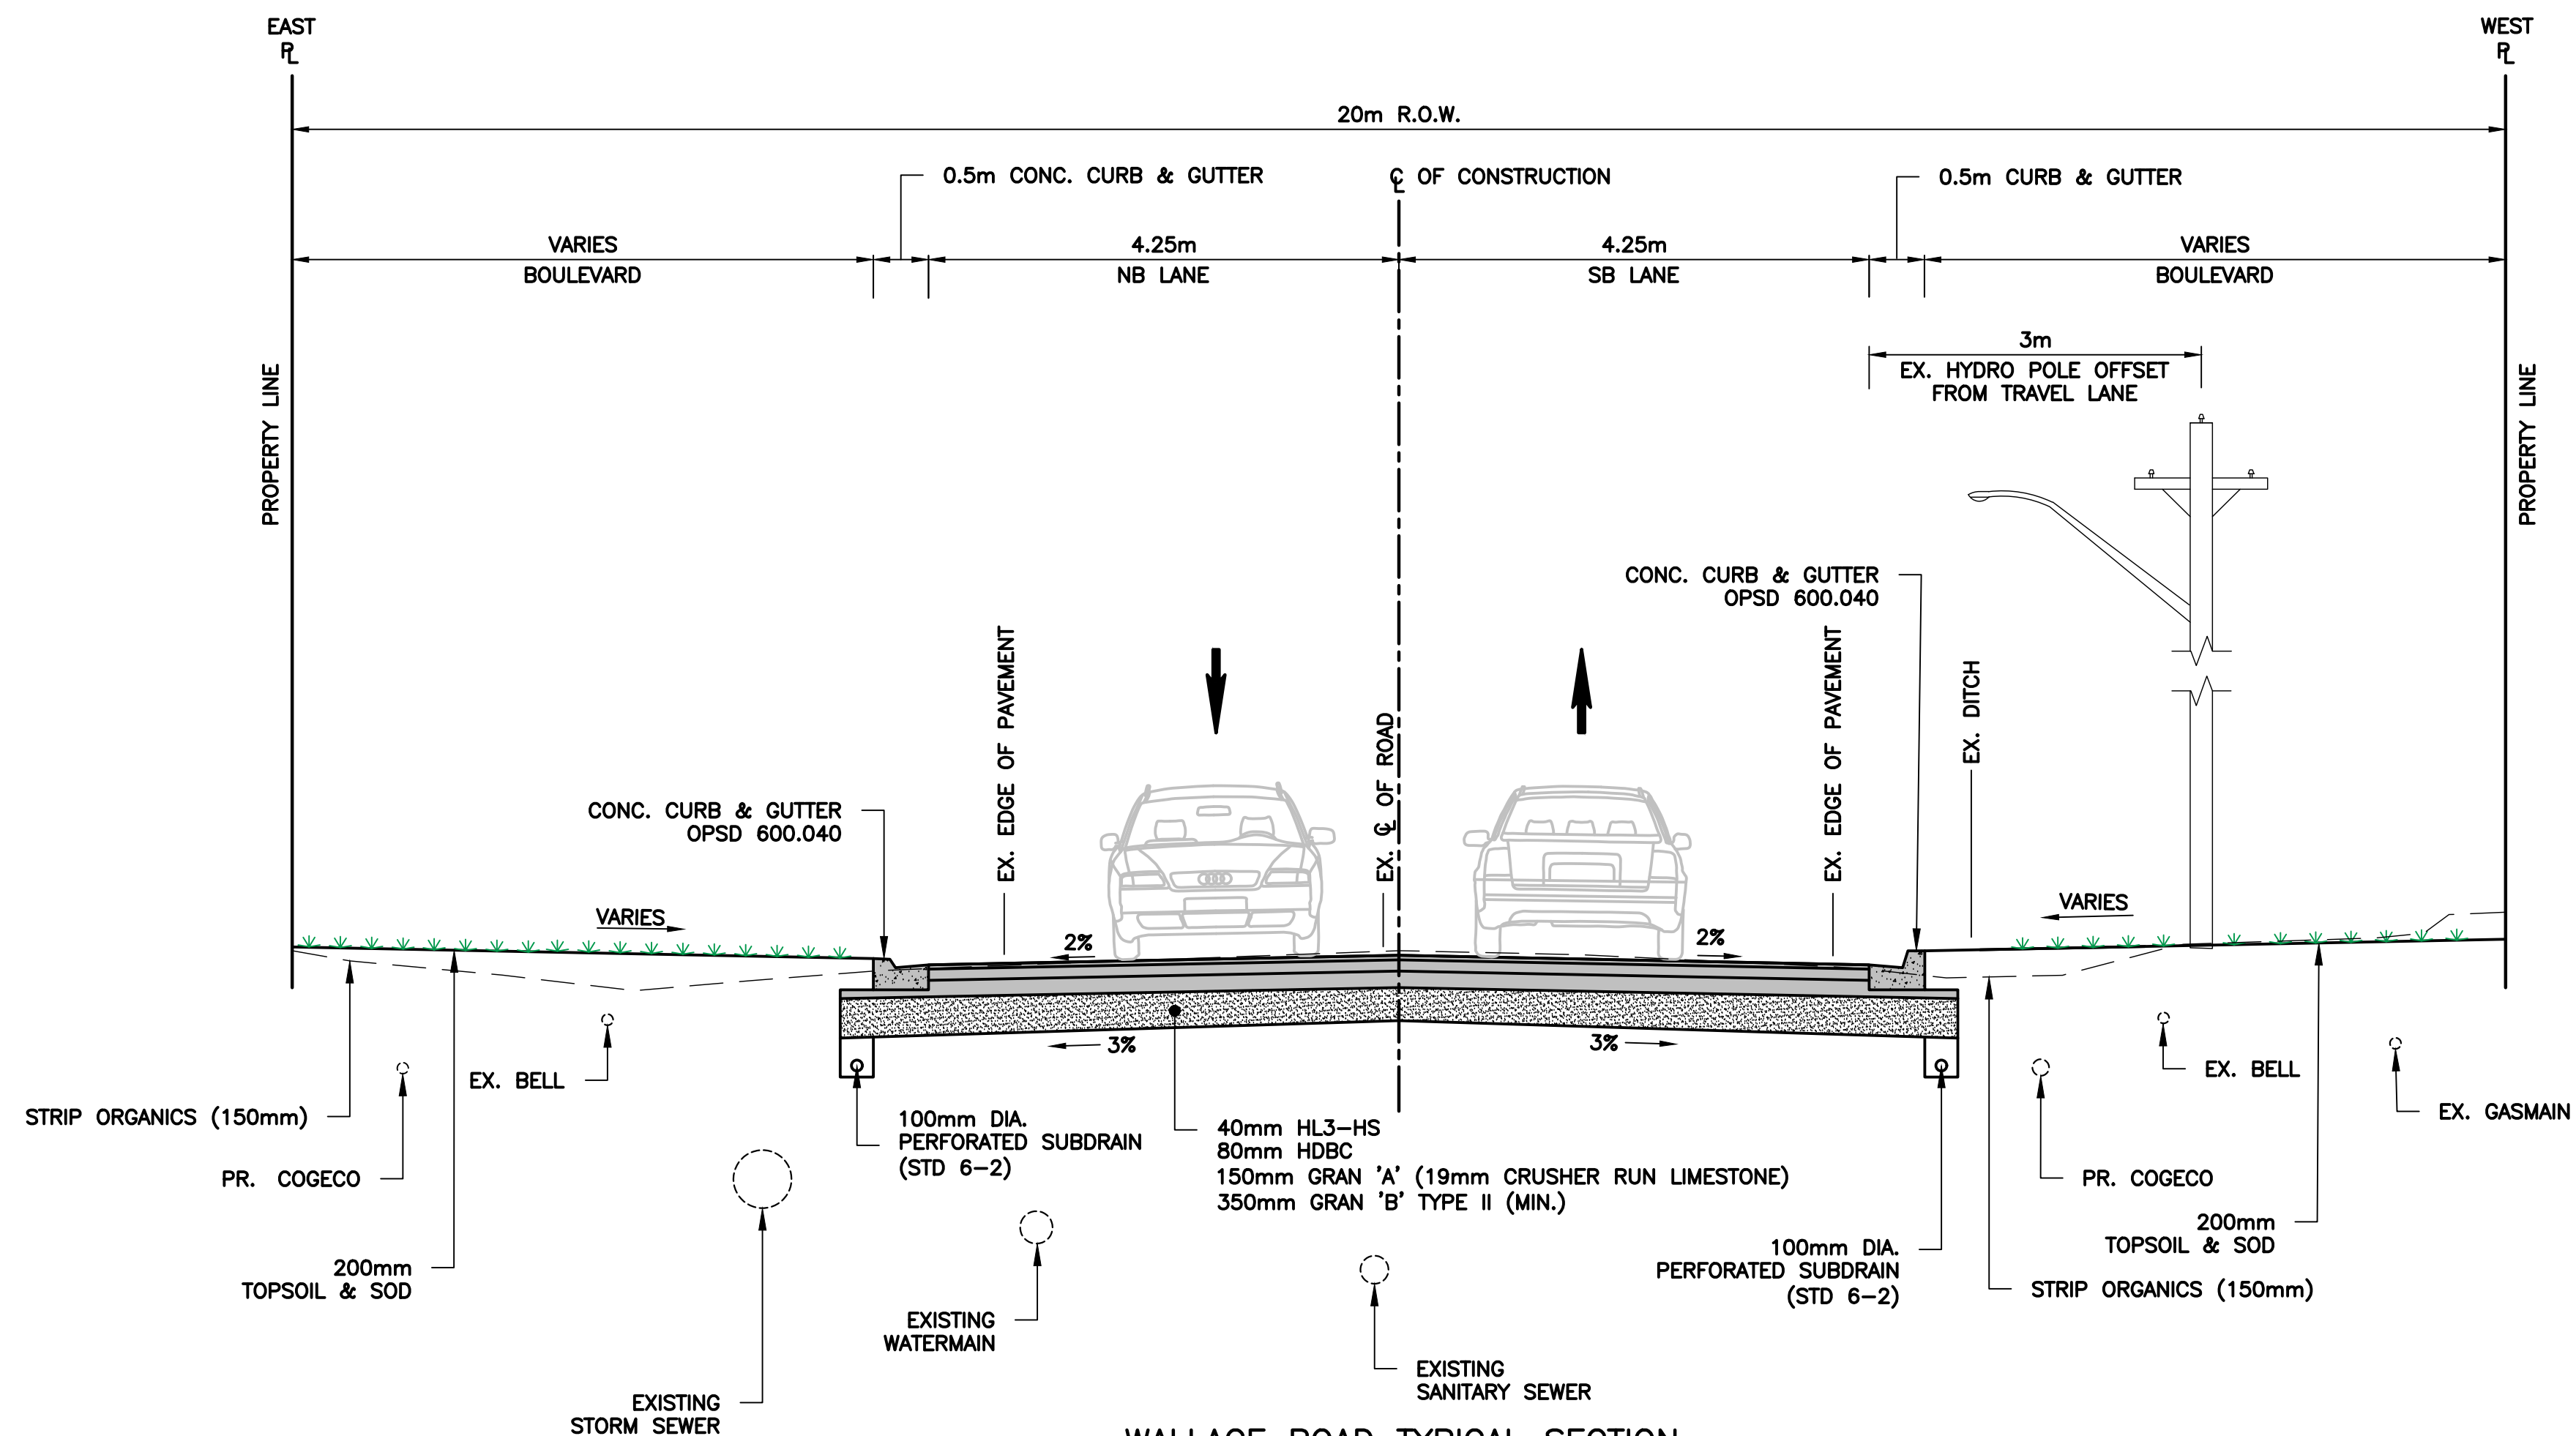 EAST
PL
WEST
PL
20m R.O.W.
0.5m CONC. CURB & GUTTER
CL OF CONSTRUCTION
0.5m CURB & GUTTER
VARIES
BOULEVARD
4.25m
NB LANE
4.25m
SB LANE
VARIES
BOULEVARD
3m
EX. HYDRO POLE OFFSET
FROM TRAVEL LANE
PROPERTY LINE
PROPERTY LINE
CONC. CURB & GUTTER
OPSD 600.040
EX. EDGE OF PAVEMENT
EX. CL OF ROAD
EX. EDGE OF PAVEMENT
EX. DITCH
CONC. CURB & GUTTER
OPSD 600.040
VARIES
VARIES
2%
2%
3%
3%
EX. BELL
STRIP ORGANICS (150mm)
PR. COGECO
200mm
TOPSOIL & SOD
100mm DIA.
PERFORATED SUBDRAIN
(STD 6-2)
40mm HL3-HS
80mm HDBC
150mm GRAN 'A' (19mm CRUSHER RUN LIMESTONE)
350mm GRAN 'B' TYPE II (MIN.)
EX. BELL
EX. GASMAIN
PR. COGECO
200mm
TOPSOIL & SOD
100mm DIA.
PERFORATED SUBDRAIN
(STD 6-2)
STRIP ORGANICS (150mm)
EXISTING
WATERMAIN
EXISTING
SANITARY SEWER
EXISTING
STORM SEWER
WALLACE ROAD TYPICAL SECTION